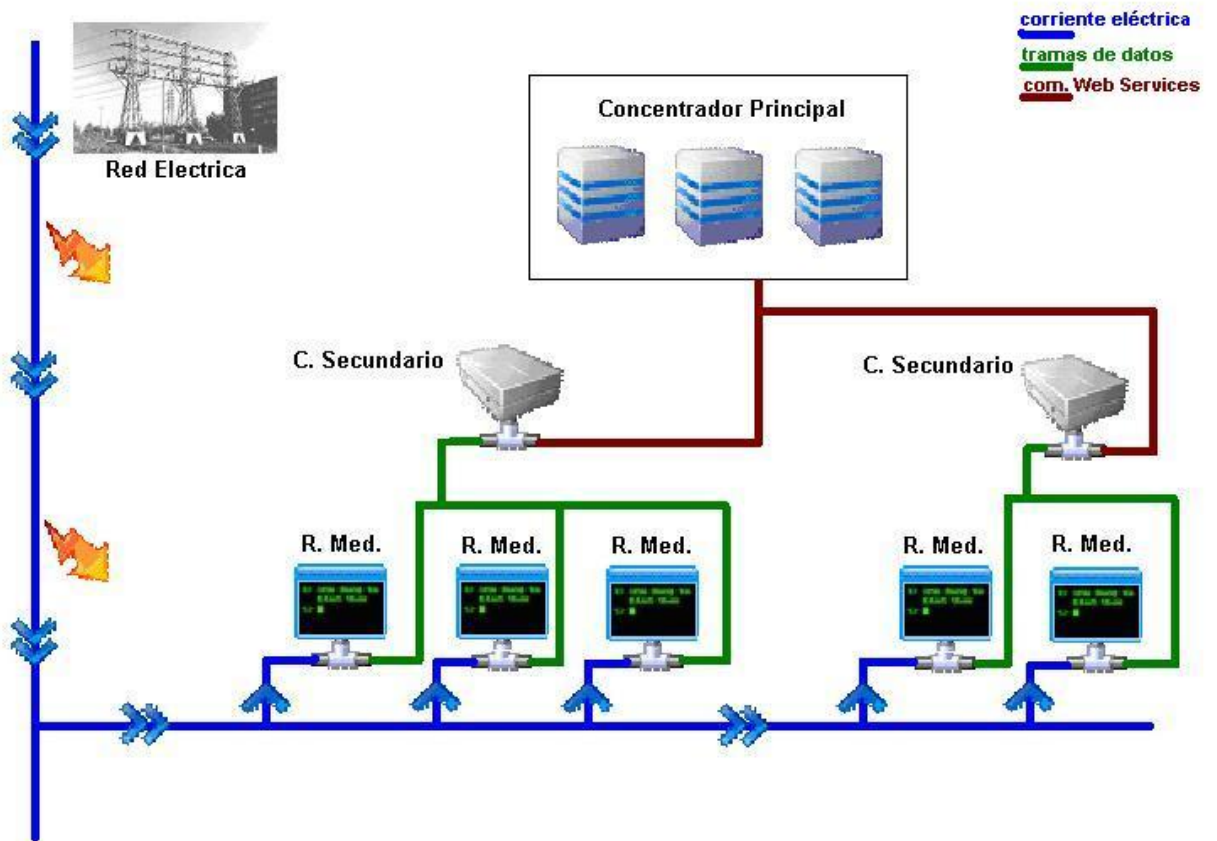 corriente eléctrica
tramas de datos
com. Web Services
Concentrador Principal
Red Electrica
C. Secundario
C. Secundario
R. Med.
R. Med.
R. Med.
R. Med.
R. Med.